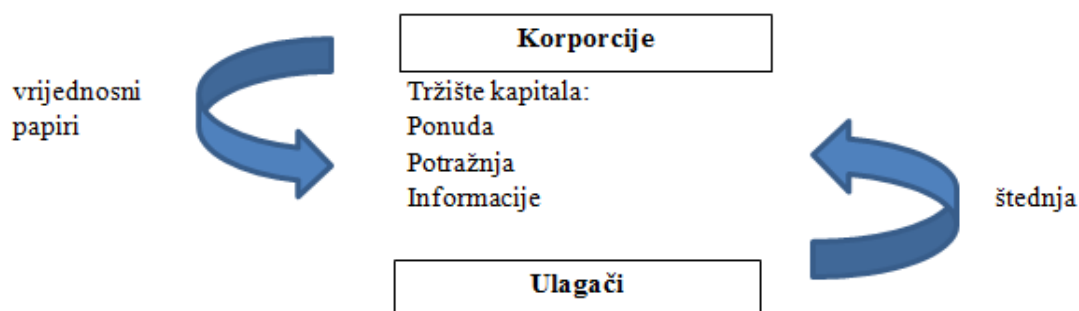 Korporcije
vrijednosni
papiri
Tržište kapitala:
Ponuda
Potražnja
Informacije
štednja
Ulagači